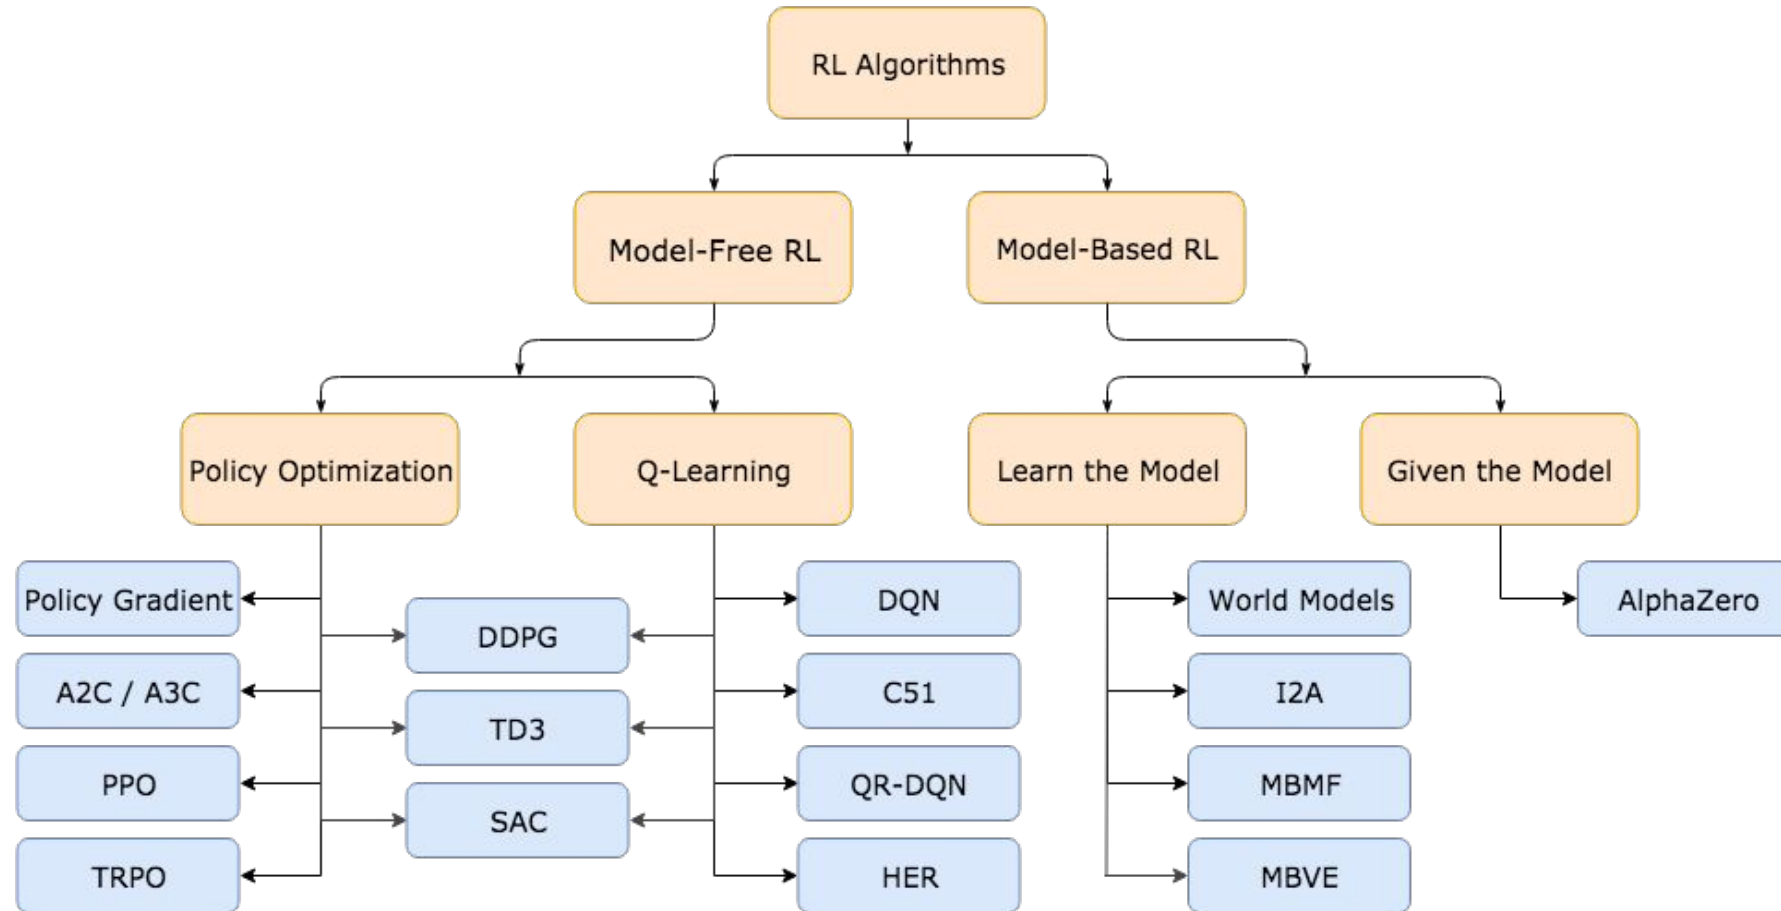 RL Algorithms
Model-Free RL
Model-Based RL
Policy Optimization
Q-Learning
Learn the Model
Given the Model
Policy Gradient
DDPG
DQN
World Models
AlphaZero
A2C / A3C
TD3
C51
I2A
PPO
SAC
QR-DQN
MBMF
TRPO
HER
MBVE